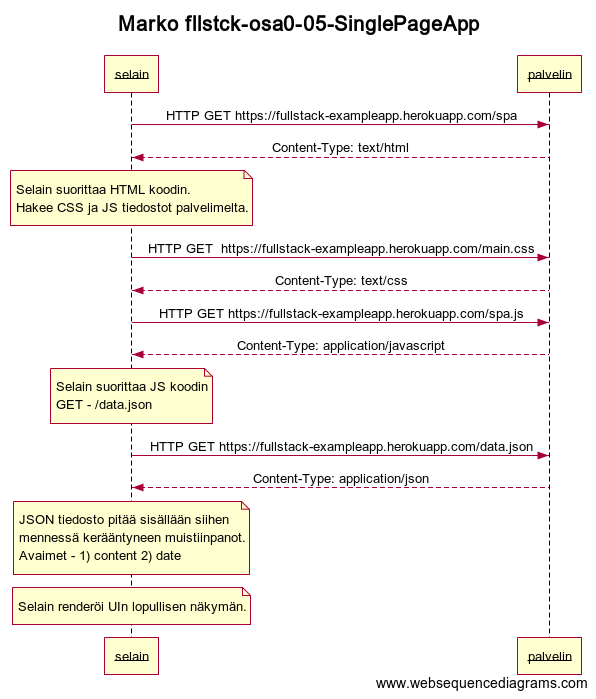 Marko fllstck-osa0-05-SinglePageApp
selain
palvelin
HTTP GET https://fullstack-exampleapp.herokuapp.com/spa
Content-Type: text/html
Selain suorittaa HTML koodin.
Hakee CSS ja JS tiedostot palvelimelta.
HTTP GET  https://fullstack-exampleapp.herokuapp.com/main.css
Content-Type: text/css
HTTP GET https://fullstack-exampleapp.herokuapp.com/spa.js
Content-Type: application/javascript
Selain suorittaa JS koodin
GET - /data.json
HTTP GET https://fullstack-exampleapp.herokuapp.com/data.json
Content-Type: application/json
JSON tiedosto pitää sisällään siihen
mennessä kerääntyneen muistiinpanot.
Avaimet - 1) content 2) date
Selain renderöi UIn lopullisen näkymän.
selain
palvelin
www.websequencediagrams.com